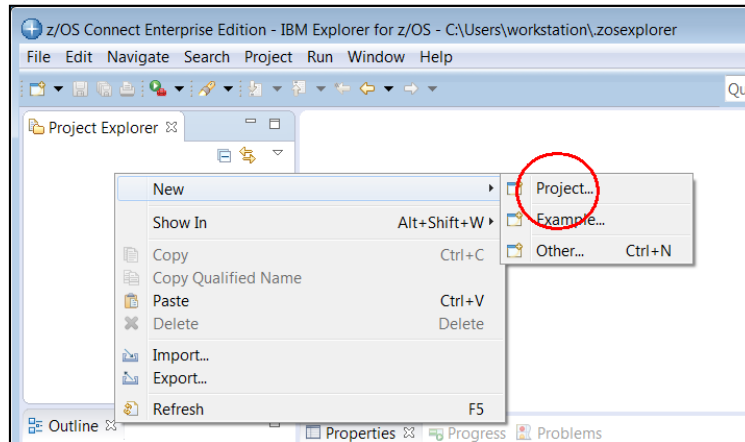 z/OS Connect Enterprise Edition - IBM Explorer for z/OS - C:\Users\workstation\.zosexplorer
File Edit Navigate Search Project Run Window Help
Qu
Project Explorer
New
Project...
Show In Alt+Shift+W
Example...
Copy Ctrl+C
Other... Ctrl+N
Copy Qualified Name
Paste Ctrl+V
Delete Delete
Import...
Export...
Refresh F5
Outline
Properties Progress Problems